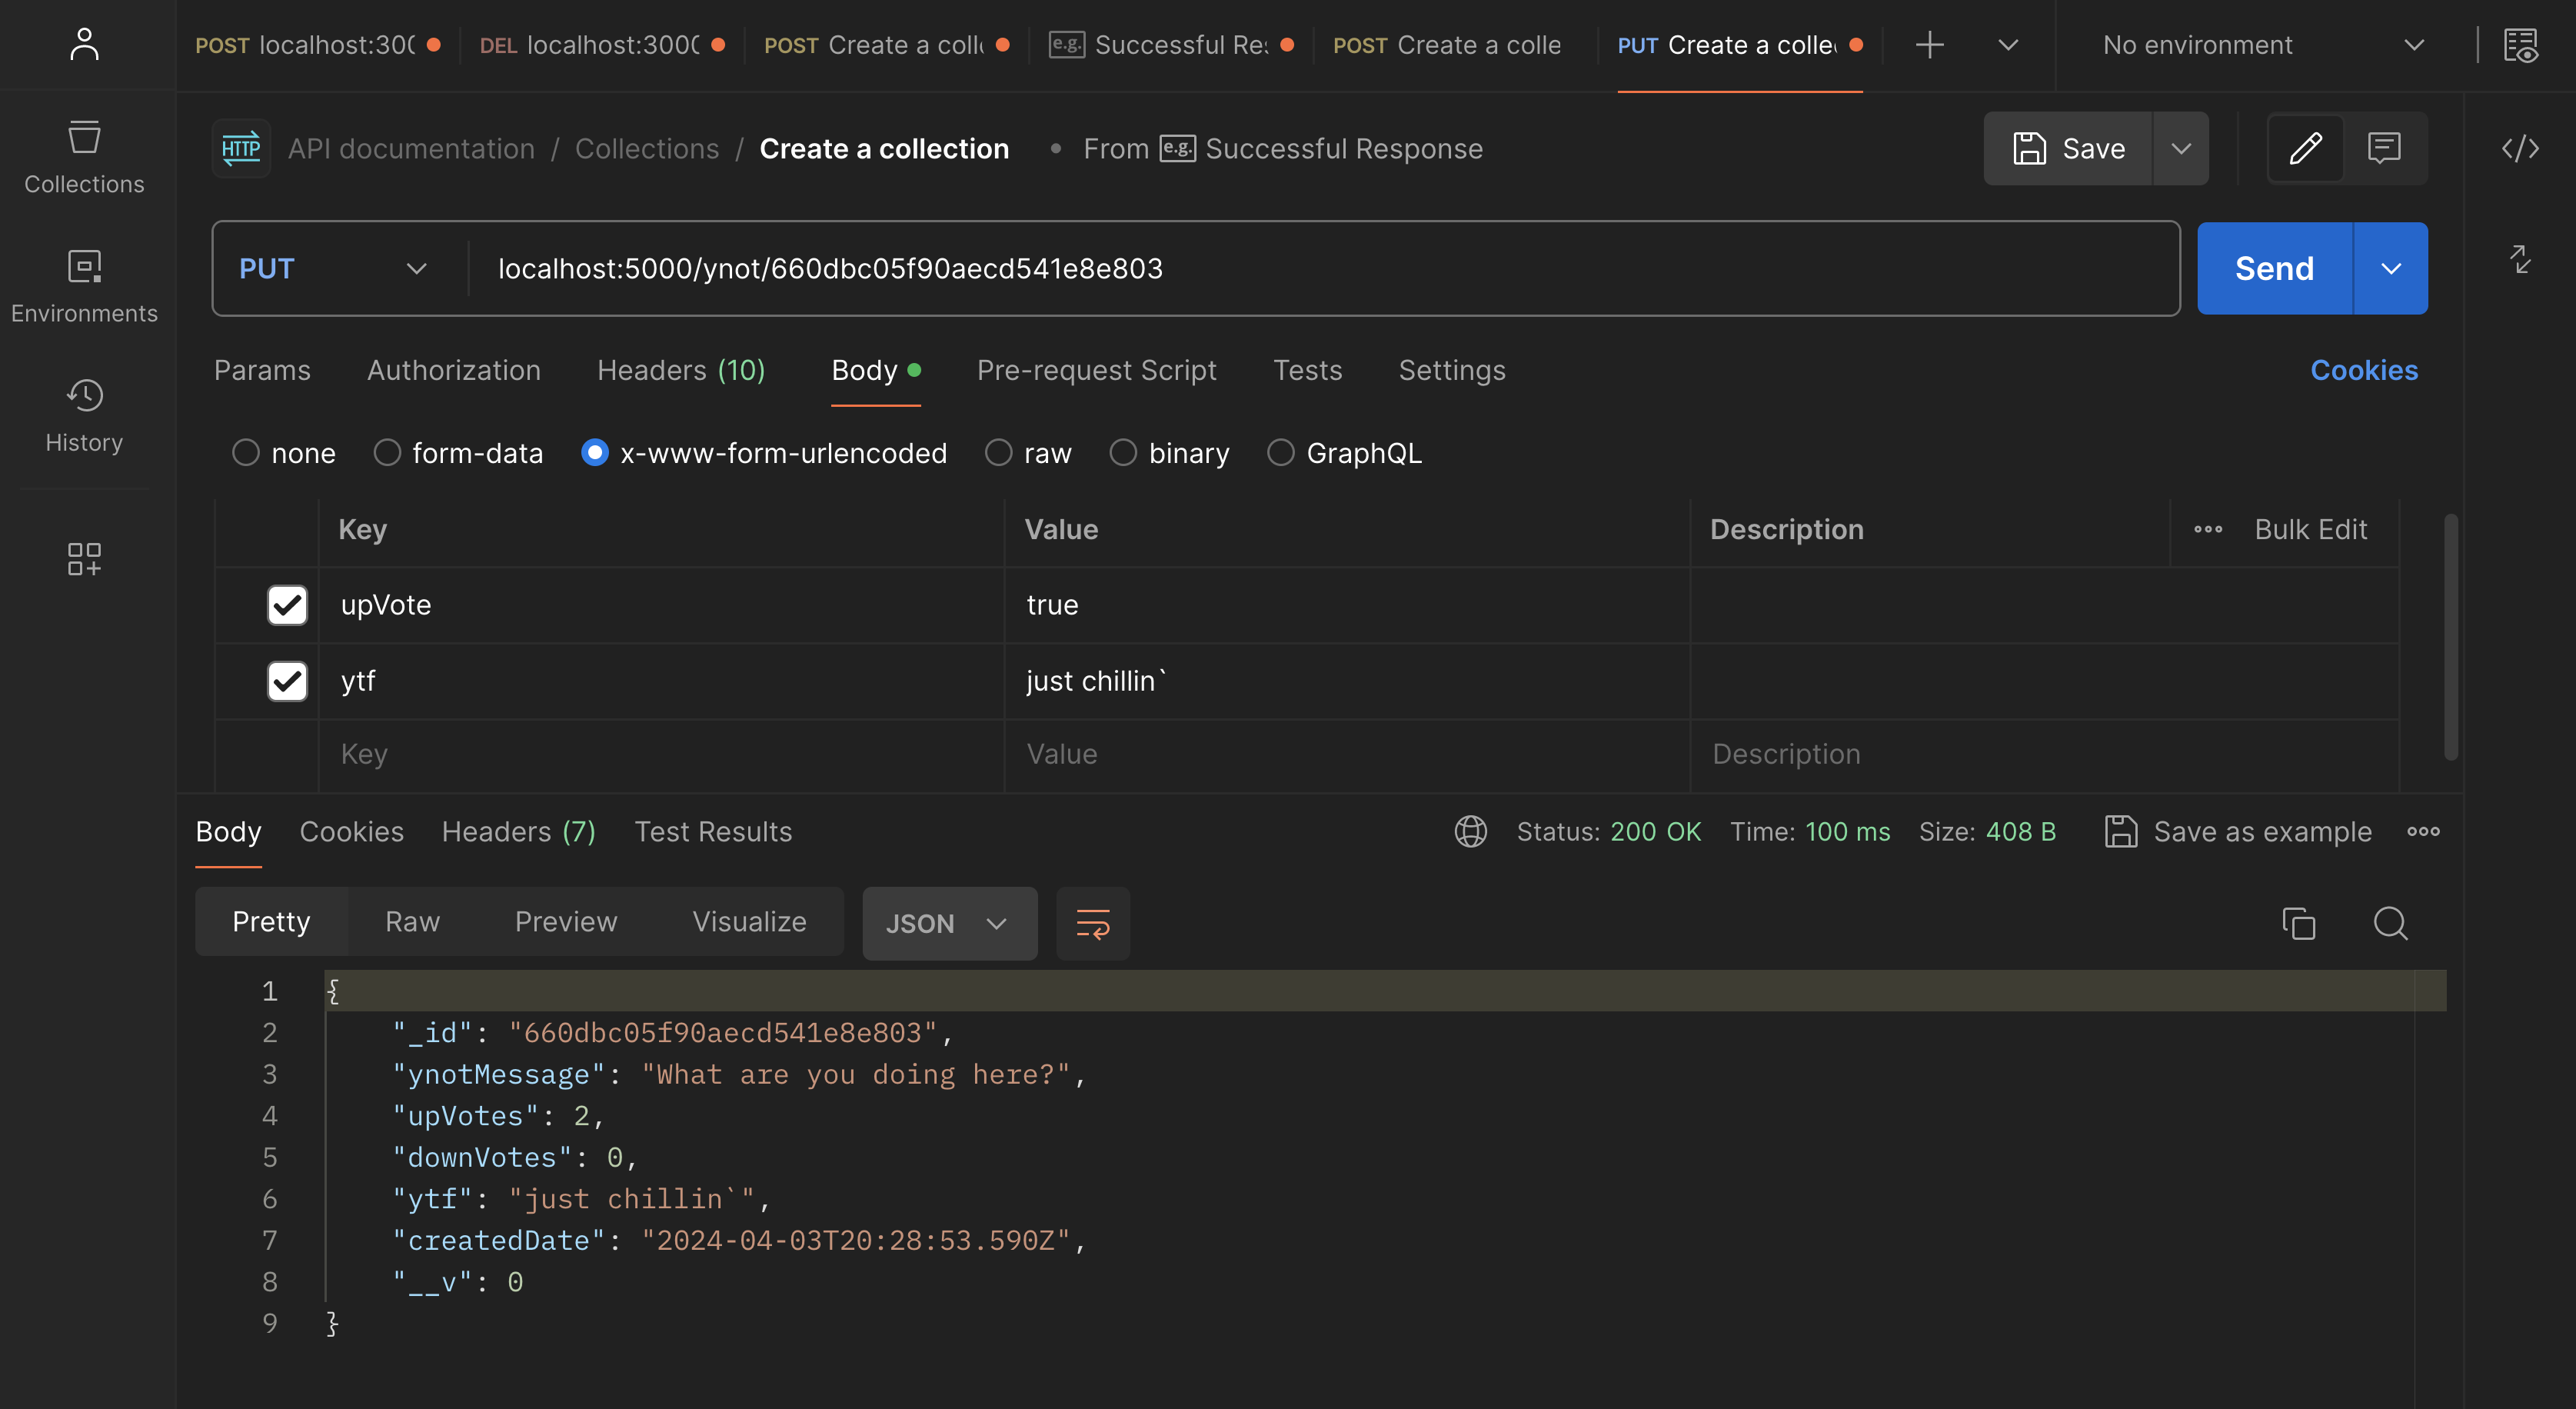 POST localhost:300 DEL localhost:3000 POST Create a colle e.g. Successful Res POST Create a colle PUT Create a collec No environment
HTTP API documentation / Collections / Create a collection From e.g. Successful Response Save
Collections
PUT localhost:5000/ynot/660dbc05f90aecd541e8e803 Send
Environments
Params Authorization Headers (10) Body Pre-request Script Tests Settings Cookies
History
none form-data x-www-form-urlencoded raw binary GraphQL
Key Value Description Bulk Edit
upVote true
ytf just chillin`
Key Value Description
Body Cookies Headers (7) Test Results Status: 200 OK Time: 100 ms Size: 408 B Save as example
Pretty Raw Preview Visualize JSON
1 {
2 "_id": "660dbc05f90aecd541e8e803",
3 "ynotMessage": "What are you doing here?",
4 "upVotes": 2,
5 "downVotes": 0,
6 "ytf": "just chillin`",
7 "createdDate": "2024-04-03T20:28:53.590Z",
8 "__v": 0
9 }